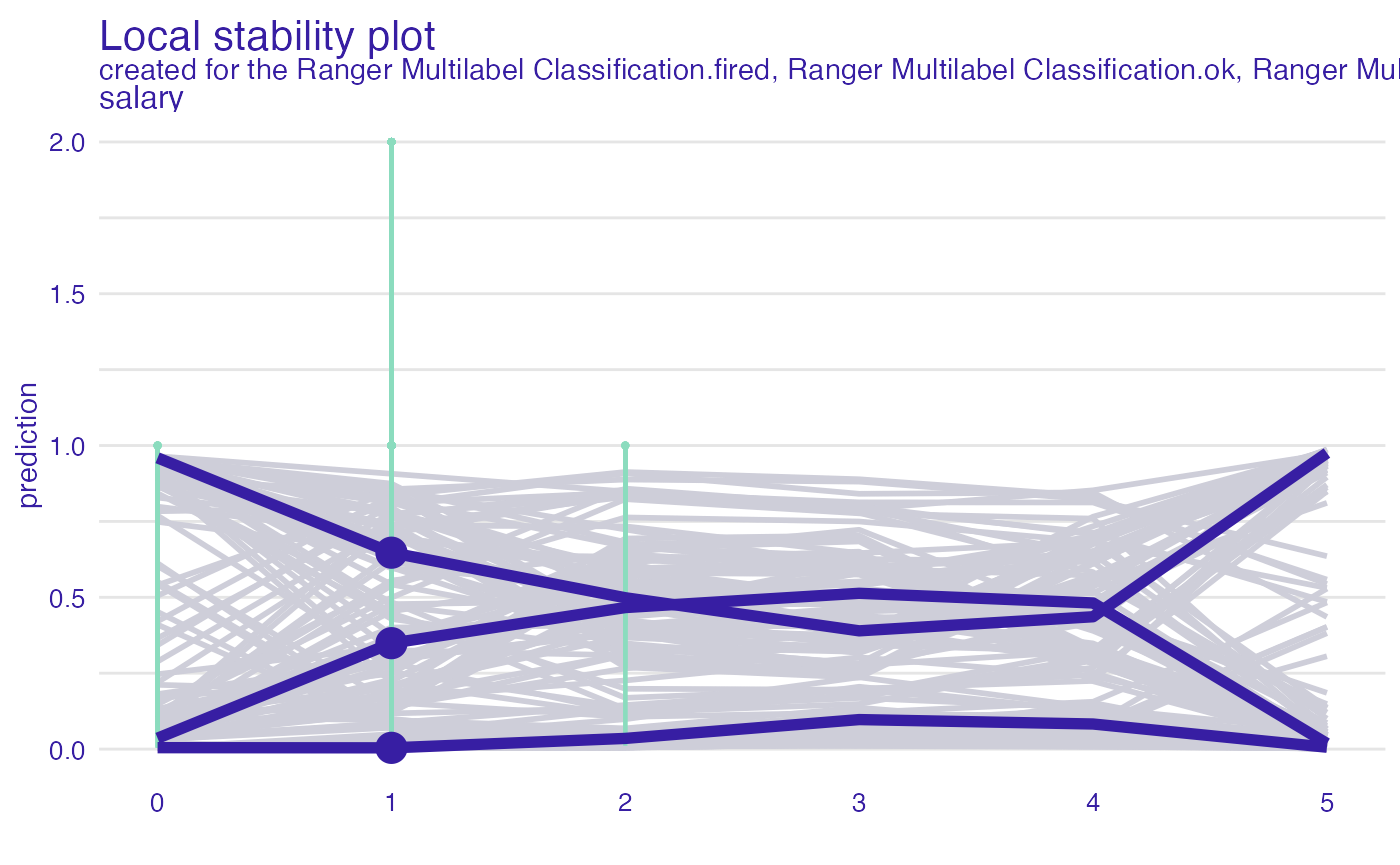 Local stability plot
created for the Ranger Multilabel Classification.fired, Ranger Multilabel Classification.ok, Ranger Mul
salary
2.0
1.5
prediction
1.0
0.5
0.0
0 1 2 3 4 5